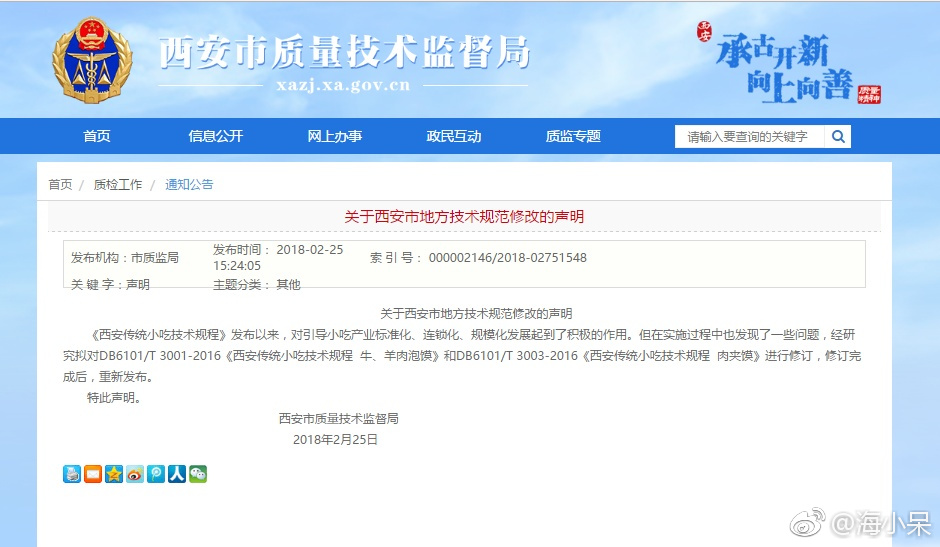 西安市质量技术监督局
xazj.xa.gov.cn
西安
承古开新
向上向善
质量精神
首页 信息公开 网上办事 政民互动 质监专题 请输入要查询的关键字
首页 / 质检工作 / 通知公告
关于西安市地方技术规范修改的声明
发布机构：市质监局 发布时间： 2018-02-25 15:24:05 索 引 号： 000002146/2018-02751548
关 键 字：声明 主题分类： 其他
关于西安市地方技术规范修改的声明
《西安传统小吃技术规程》发布以来，对引导小吃产业标准化、连锁化、规模化发展起到了积极的作用。但在实施过程中也发现了一些问题，经研
究拟对DB6101/T 3001-2016《西安传统小吃技术规程 牛、羊肉泡馍》和DB6101/T 3003-2016《西安传统小吃技术规程 肉夹馍》进行修订，修订完
成后，重新发布。
特此声明。
西安市质量技术监督局
2018年2月25日
@海小呆